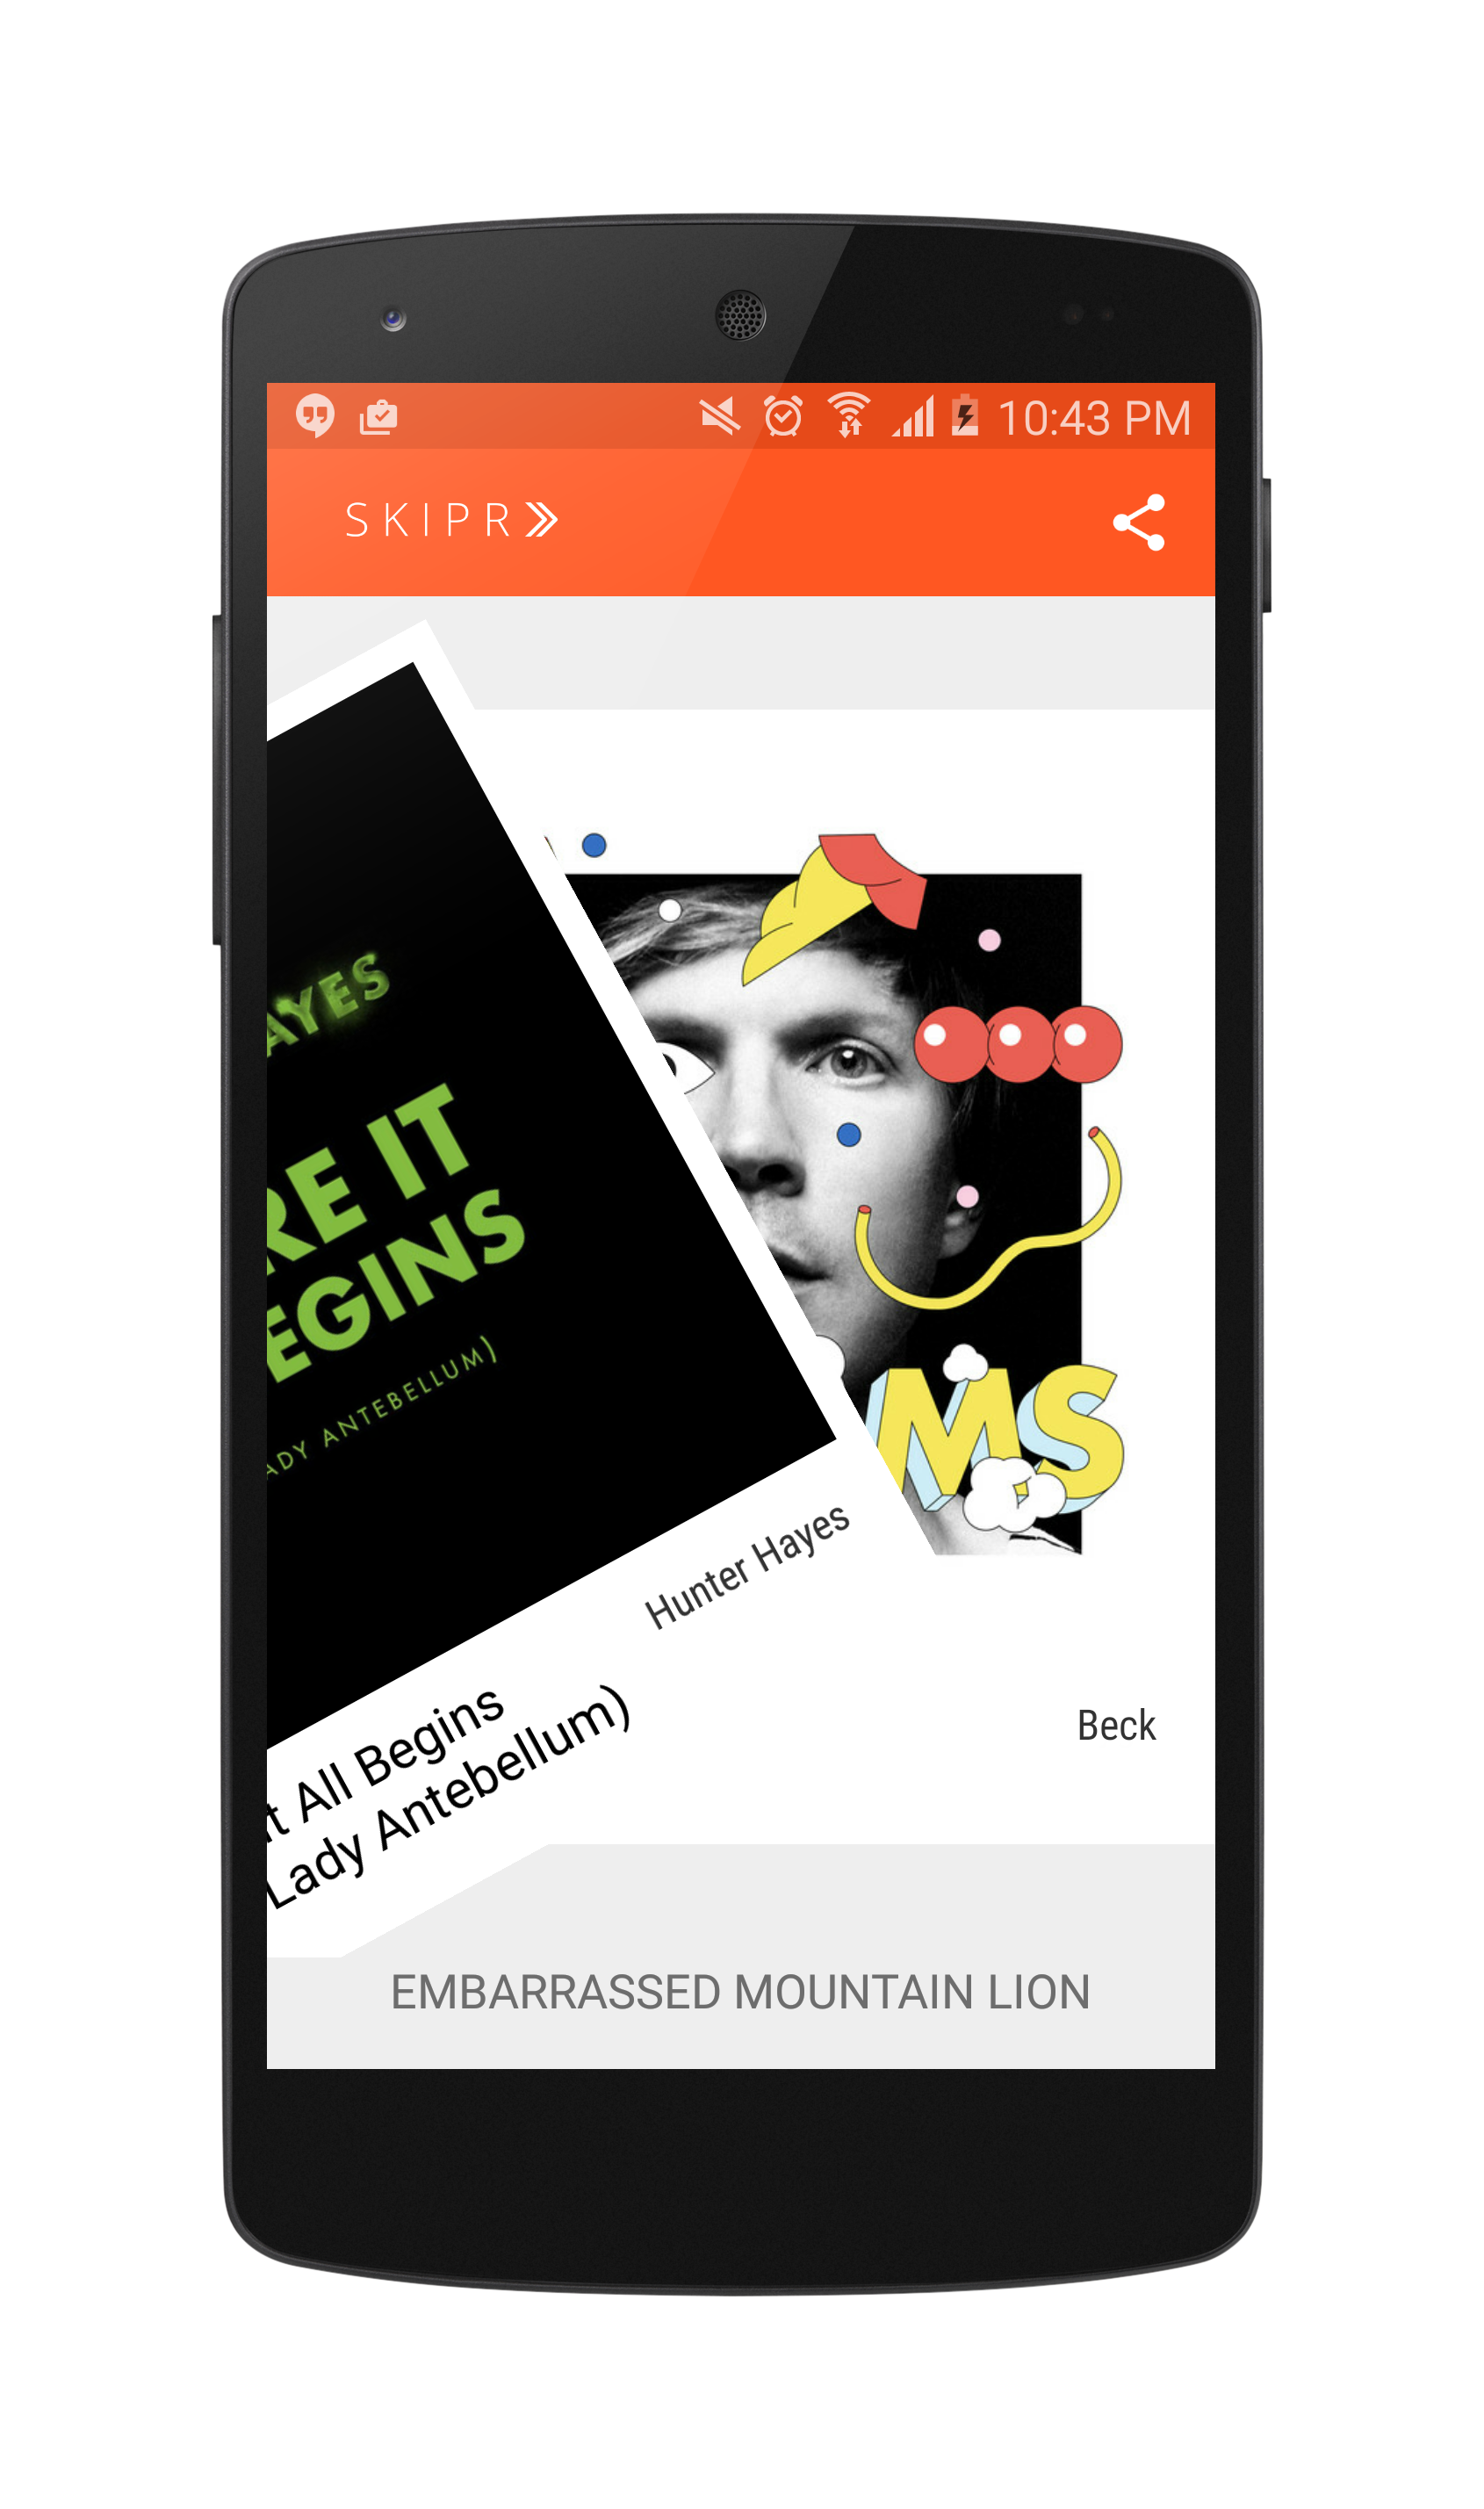 10:43 PM
SKIPR
AYES
RE IT
EGINS
ADY ANTEBELLUM)
MS
Hunter Hayes
It All Begins
Lady Antebellum)
Beck
EMBARRASSED MOUNTAIN LION